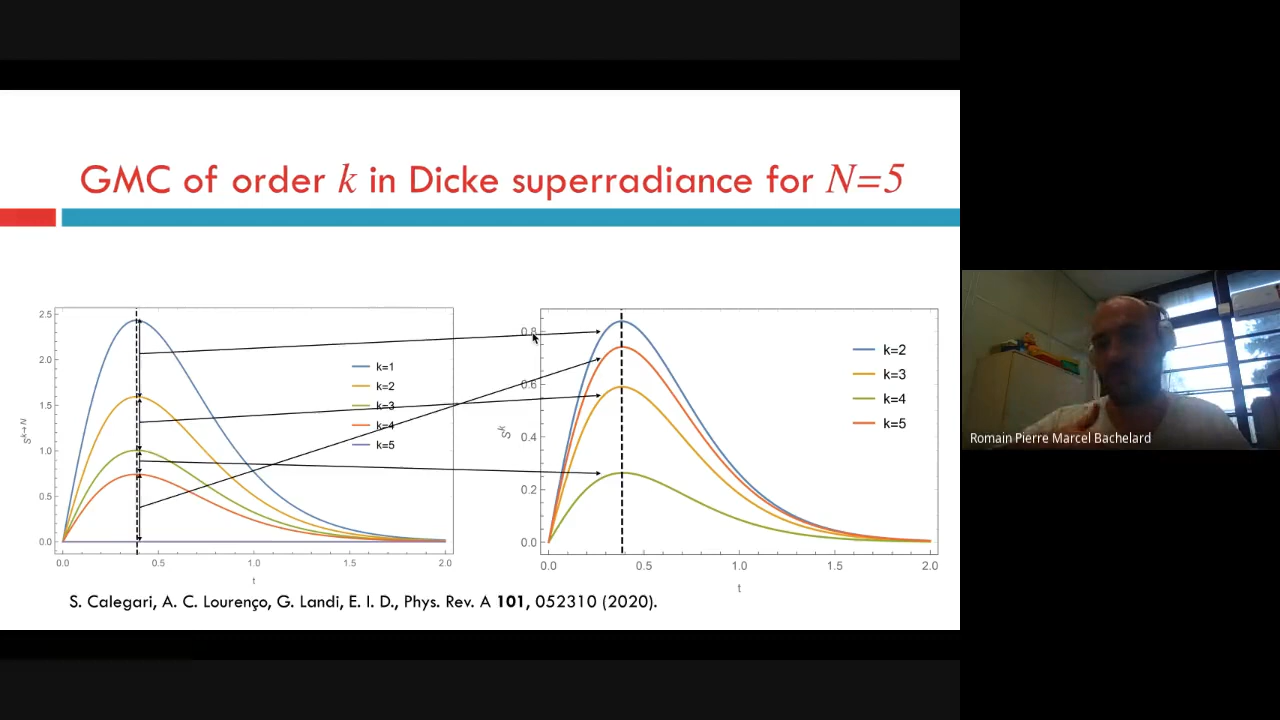 GMC of order k in Dicke superradiance for N=5
2.5
2.0
1.5
1.0
0.5
0.0
S^{k→N}
0.0 0.5 1.0 1.5 2.0
t
k=1
k=2
k=3
k=4
k=5
0.8
0.6
0.4
0.2
0.0
S^k
0.0 0.5 1.0 1.5 2.0
t
k=2
k=3
k=4
k=5
S. Calegari, A. C. Lourenço, G. Landi, E. I. D., Phys. Rev. A 101, 052310 (2020).
Romain Pierre Marcel Bachelard